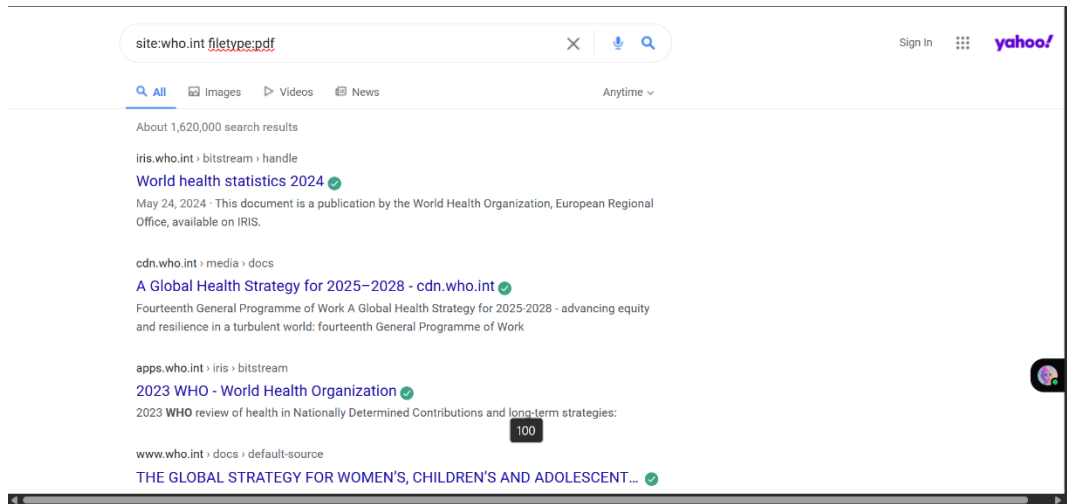 site:who.int filetype:pdf
Sign In
yahoo!
All Images Videos News Anytime
About 1,620,000 search results
iris.who.int › bitstream › handle
World health statistics 2024
May 24, 2024 · This document is a publication by the World Health Organization, European Regional
Office, available on IRIS.
cdn.who.int › media › docs
A Global Health Strategy for 2025–2028 - cdn.who.int
Fourteenth General Programme of Work A Global Health Strategy for 2025-2028 - advancing equity
and resilience in a turbulent world: fourteenth General Programme of Work
apps.who.int › iris › bitstream
2023 WHO - World Health Organization
2023 WHO review of health in Nationally Determined Contributions and long-term strategies:
100
www.who.int › docs › default-source
THE GLOBAL STRATEGY FOR WOMEN'S, CHILDREN'S AND ADOLESCENT...